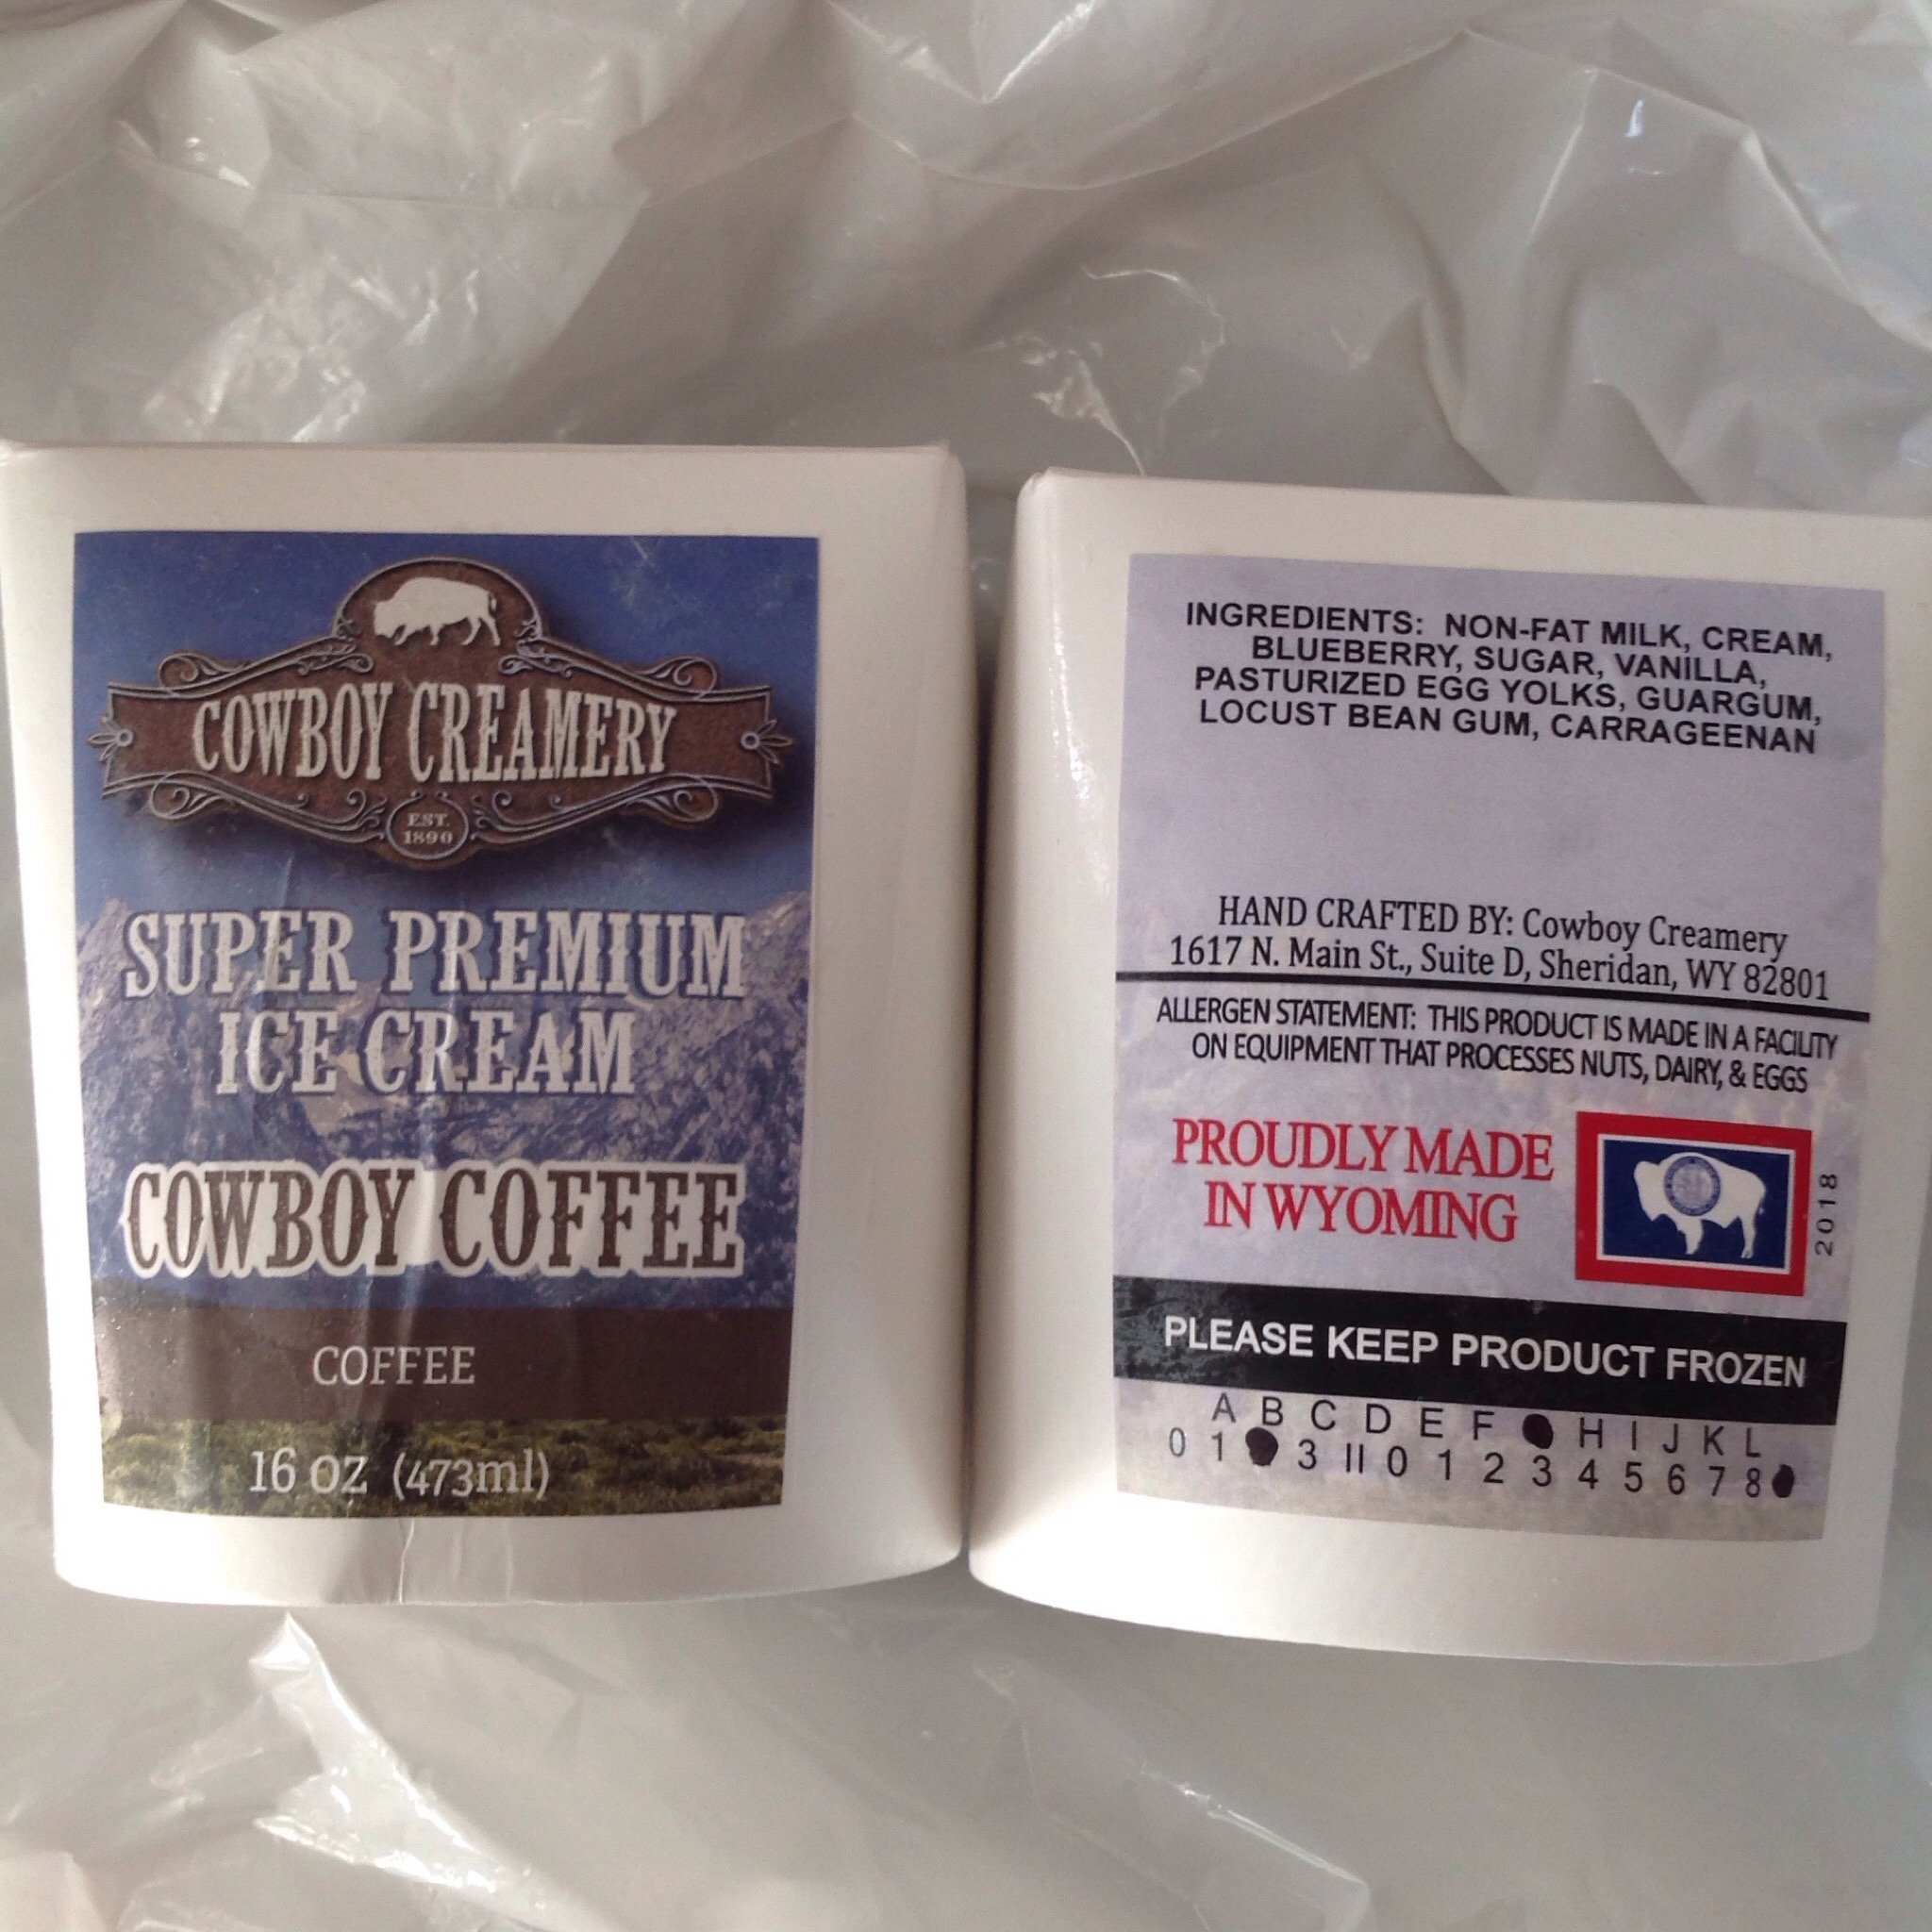 COWBOY CREAMERY
EST.
1890
SUPER PREMIUM
ICE CREAM
COWBOY COFFEE
COFFEE
16 oz (473ml)
INGREDIENTS: NON-FAT MILK, CREAM,
BLUEBERRY, SUGAR, VANILLA,
PASTURIZED EGG YOLKS, GUARGUM,
LOCUST BEAN GUM, CARRAGEENAN
HAND CRAFTED BY: Cowboy Creamery
1617 N. Main St., Suite D, Sheridan, WY 82801
ALLERGEN STATEMENT: THIS PRODUCT IS MADE IN A FACILITY
ON EQUIPMENT THAT PROCESSES NUTS, DAIRY, & EGGS
PROUDLY MADE
IN WYOMING
2018
PLEASE KEEP PRODUCT FROZEN
A B C D E F H I J K L
0 1 3 II 0 1 2 3 4 5 6 7 8